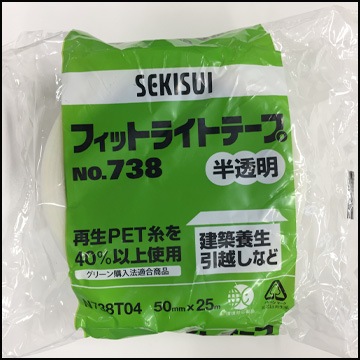 SEKISUI
フィットライトテープ®
NO.738
半透明
再生PET糸を
40%以上使用
グリーン購入法適合商品
建築養生
引越しなど
N738T04 50mm×25m